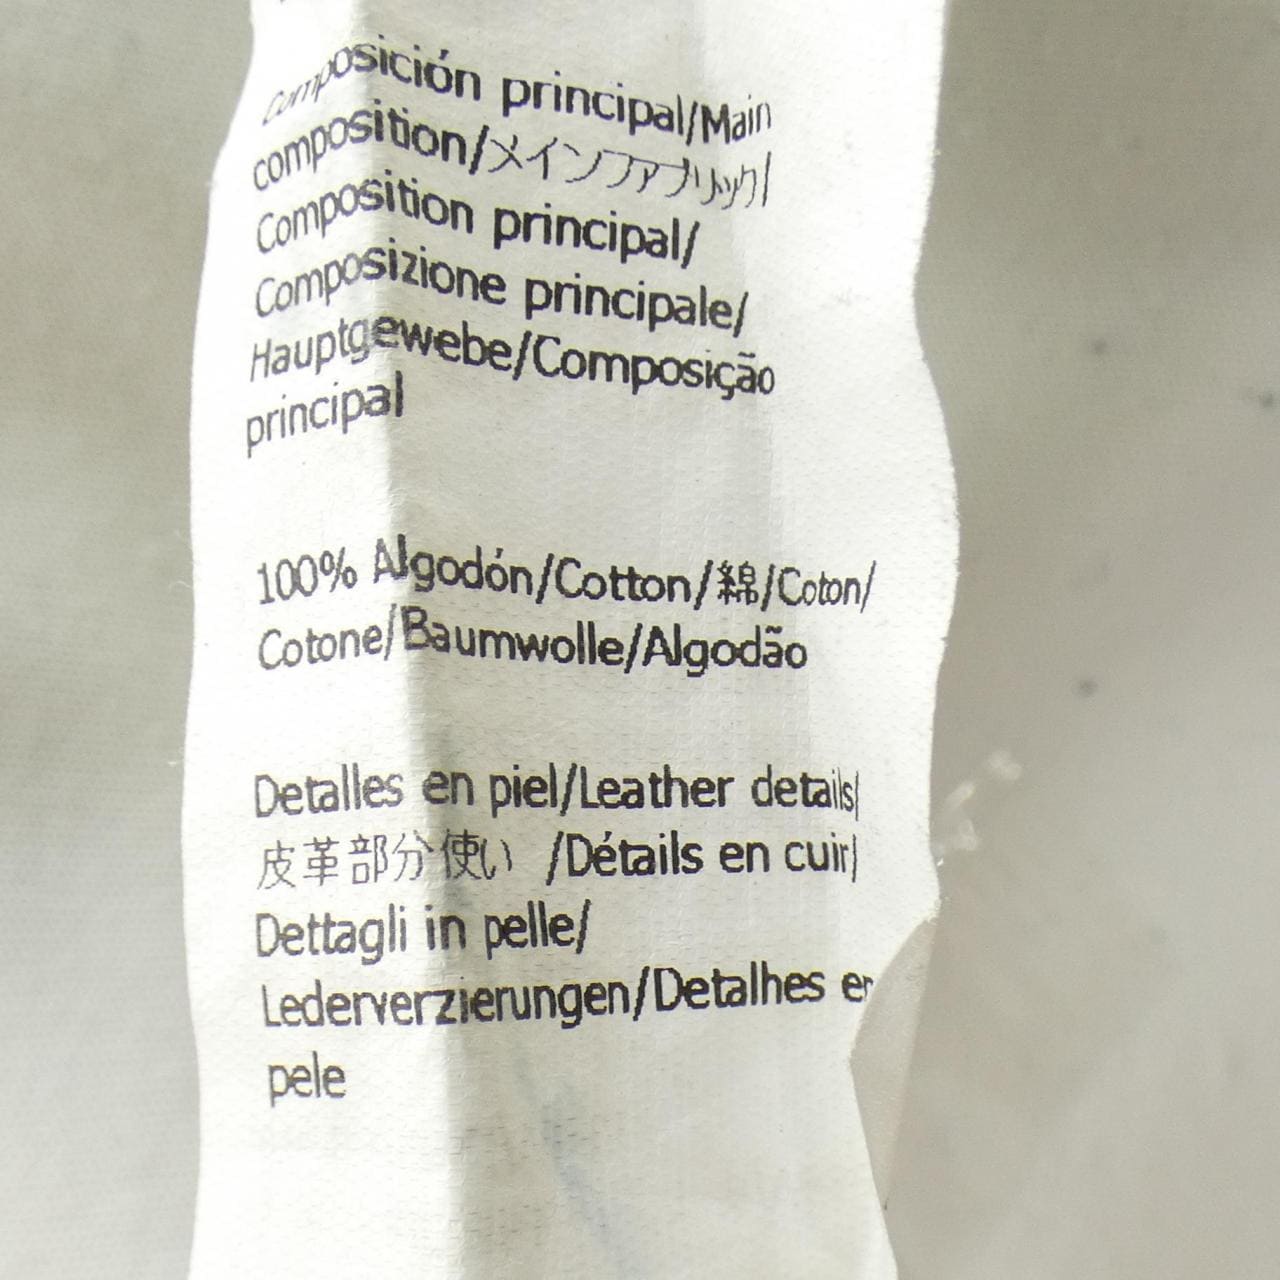 Composición principal/Main
composition/メインファブリック/
Composition principal/
Composizione principale/
Hauptgewebe/Composição
principal
100% Algodón/Cotton/綿/Coton/
Cotone/Baumwolle/Algodão
Detalles en piel/Leather details/
皮革部分使い /Détails en cuir/
Dettagli in pelle/
Lederverzierungen/Detalhes en
pele